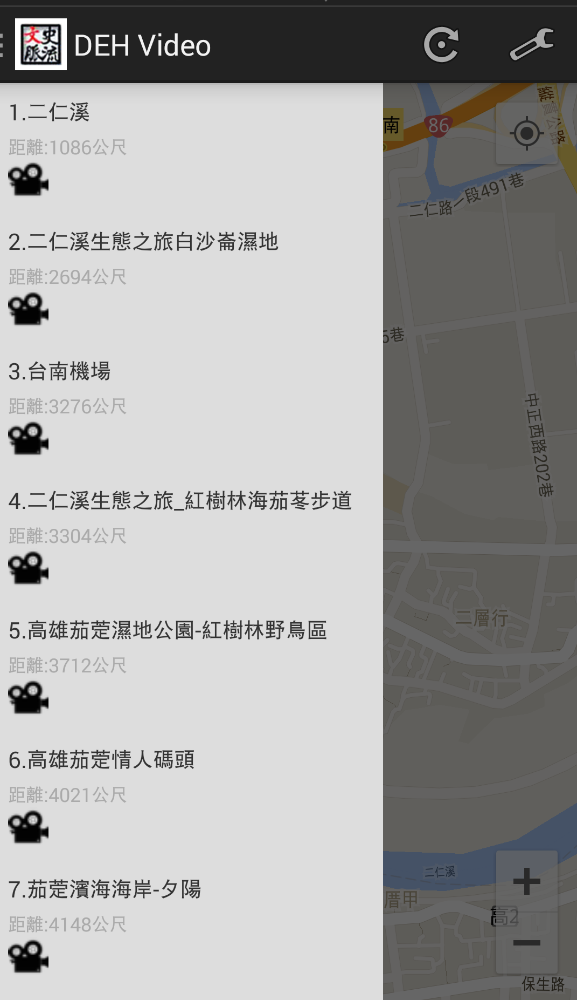 文史
脈流
DEH Video
1.二仁溪
距離:1086公尺
2.二仁溪生態之旅白沙崙濕地
距離:2694公尺
3.台南機場
距離:3276公尺
4.二仁溪生態之旅_紅樹林海茄苳步道
距離:3304公尺
5.高雄茄萣濕地公園-紅樹林野鳥區
距離:3712公尺
6.高雄茄萣情人碼頭
距離:4021公尺
7.茄萣濱海海岸-夕陽
距離:4148公尺
南
86
縱貫公路
二仁路一段491巷
5巷
中正西路202巷
二層行
二仁溪
厝甲
高2
保生路